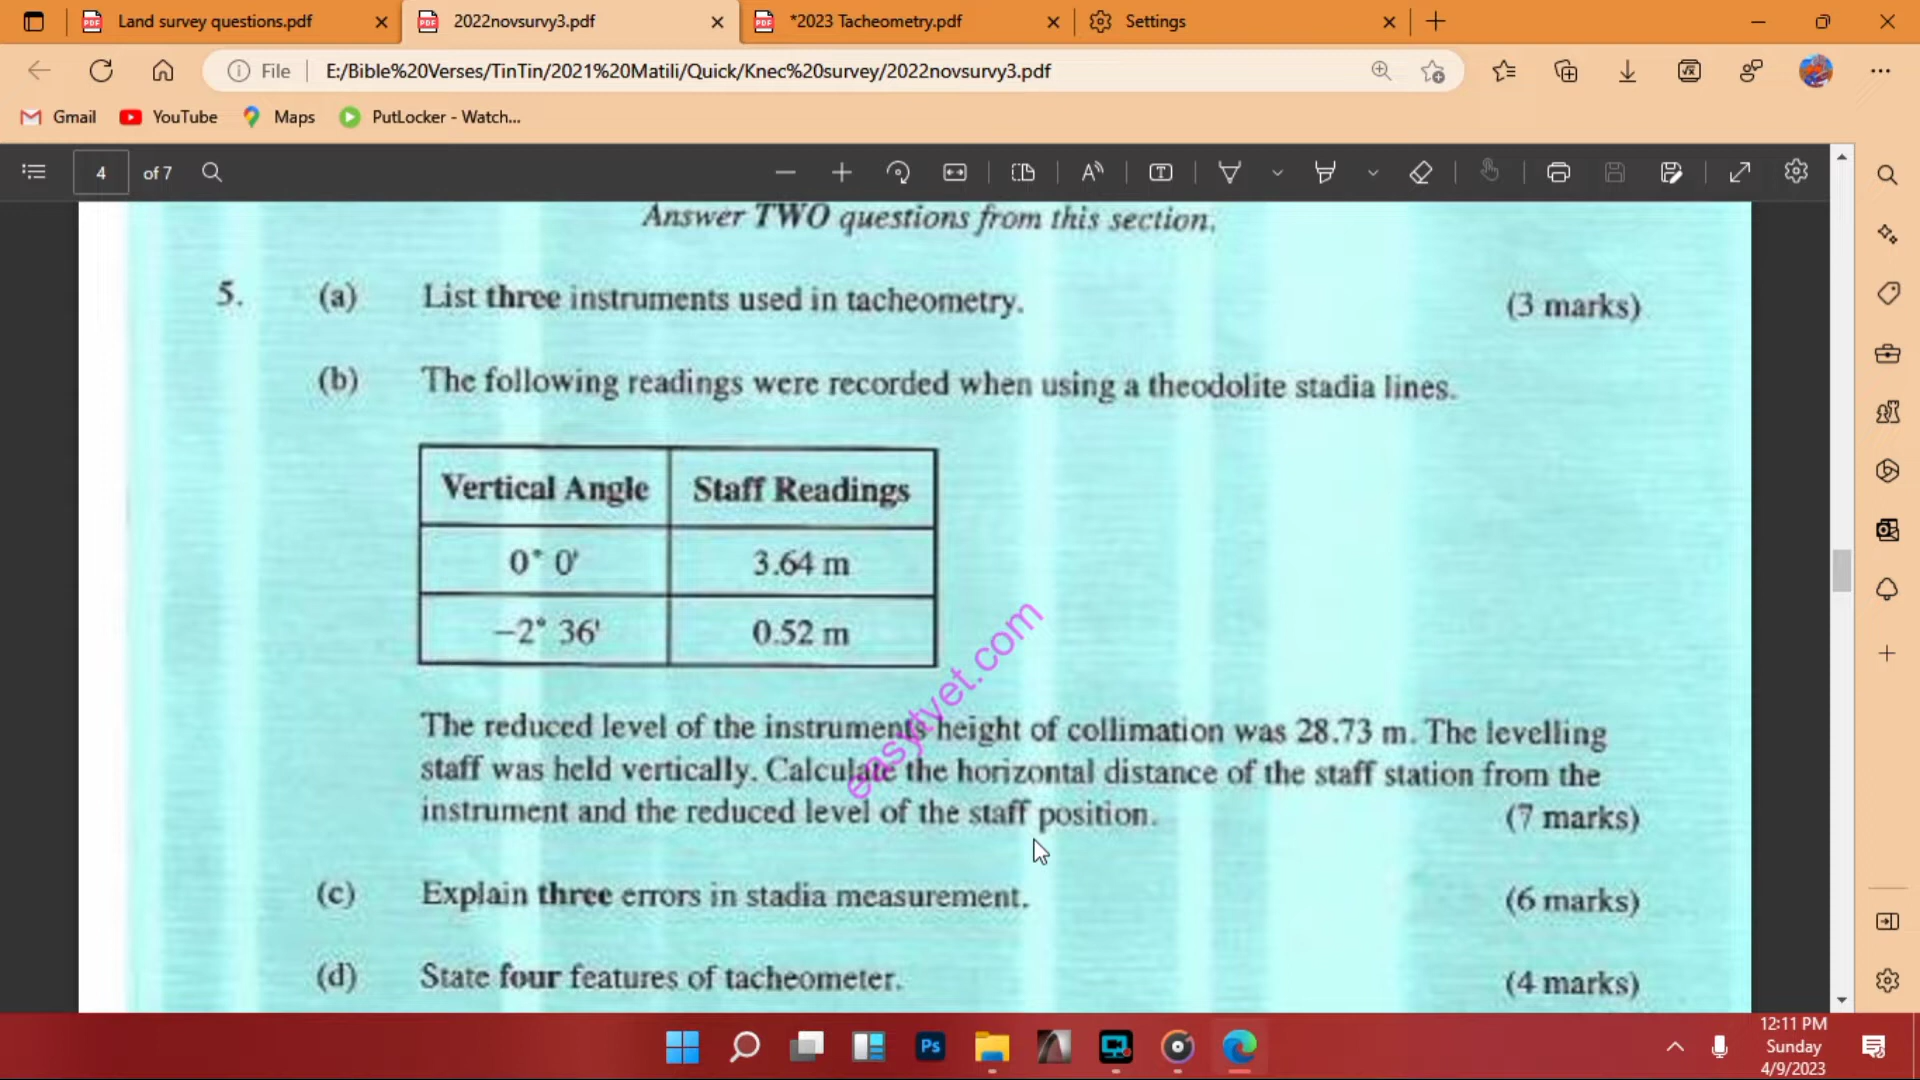 Land survey questions.pdf
2022novsurvy3.pdf
*2023 Tacheometry.pdf
Settings
File
E:/Bible%20Verses/TinTin/2021%20Matili/Quick/Knec%20survey/2022novsurvy3.pdf
Gmail
YouTube
Maps
PutLocker - Watch...
4 of 7
Answer TWO questions from this section.
5. (a) List three instruments used in tacheometry. (3 marks)
(b) The following readings were recorded when using a theodolite stadia lines.
Vertical Angle Staff Readings
0° 0' 3.64 m
−2° 36' 0.52 m
easytvet.com
The reduced level of the instruments height of collimation was 28.73 m. The levelling
staff was held vertically. Calculate the horizontal distance of the staff station from the
instrument and the reduced level of the staff position. (7 marks)
(c) Explain three errors in stadia measurement. (6 marks)
(d) State four features of tacheometer. (4 marks)
Ps
12:11 PM
Sunday
4/9/2023